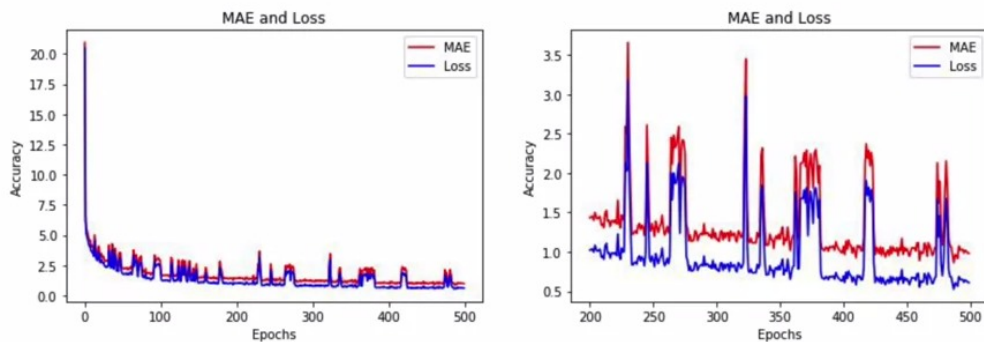 MAE and Loss
20.0
17.5
15.0
12.5
10.0
7.5
5.0
2.5
0.0
Accuracy
MAE
Loss
0 100 200 300 400 500
Epochs
MAE and Loss
3.5
3.0
2.5
2.0
1.5
1.0
0.5
Accuracy
MAE
Loss
200 250 300 350 400 450 500
Epochs